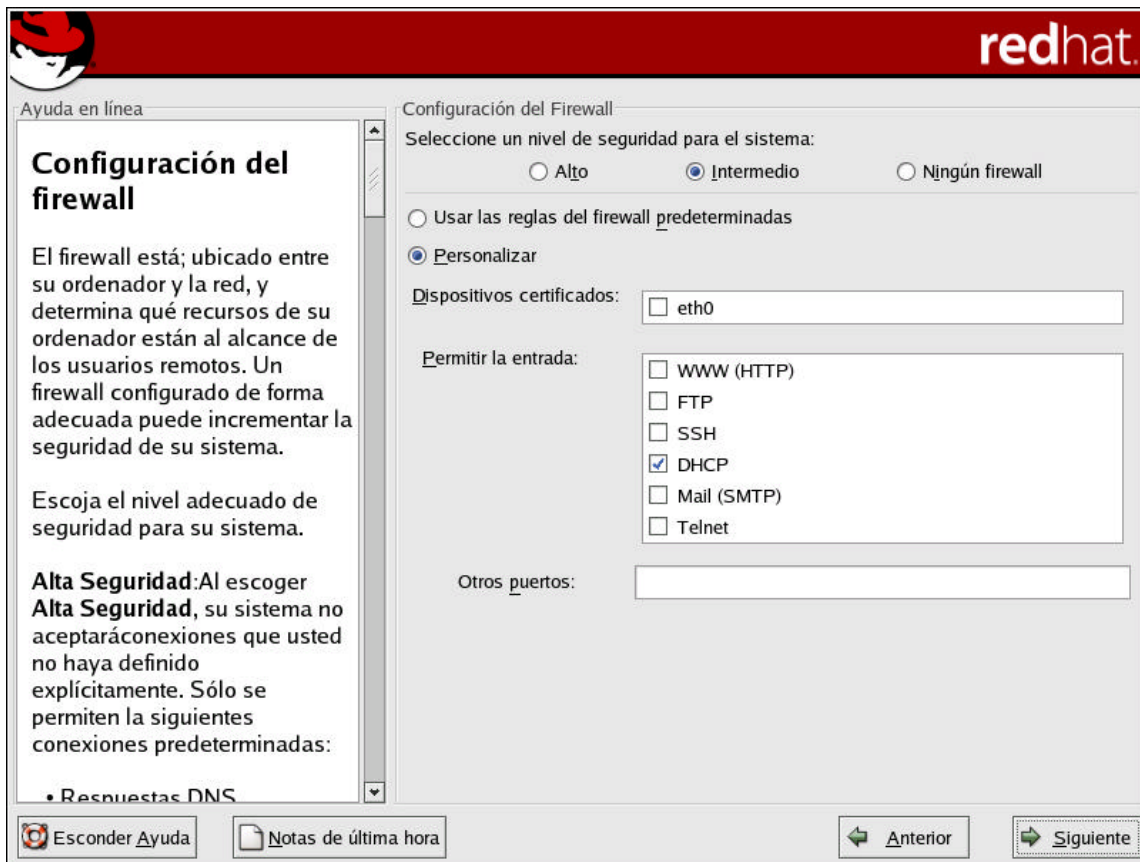 redhat.
Ayuda en línea
Configuración del
firewall
El firewall está; ubicado entre
su ordenador y la red, y
determina qué recursos de su
ordenador están al alcance de
los usuarios remotos. Un
firewall configurado de forma
adecuada puede incrementar la
seguridad de su sistema.
Escoja el nivel adecuado de
seguridad para su sistema.
Alta Seguridad:Al escoger
Alta Seguridad, su sistema no
aceptaráconexiones que usted
no haya definido
explícitamente. Sólo se
permiten la siguientes
conexiones predeterminadas:
• Respuestas DNS
Configuración del Firewall
Seleccione un nivel de seguridad para el sistema:
Alto Intermedio Ningún firewall
Usar las reglas del firewall predeterminadas
Personalizar
Dispositivos certificados: eth0
Permitir la entrada: WWW (HTTP)
FTP
SSH
DHCP
Mail (SMTP)
Telnet
Otros puertos:
Esconder Ayuda Notas de última hora Anterior Siguiente